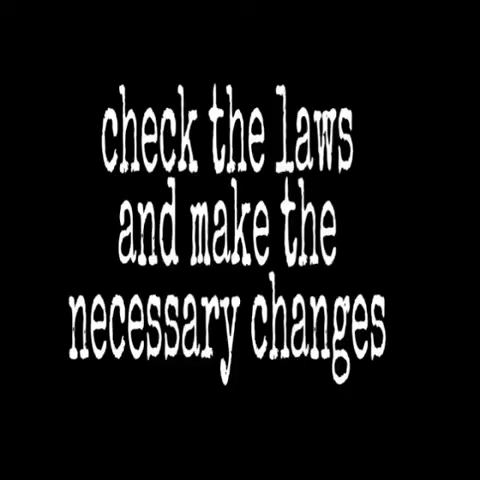 check the laws
and make the
necessary changes